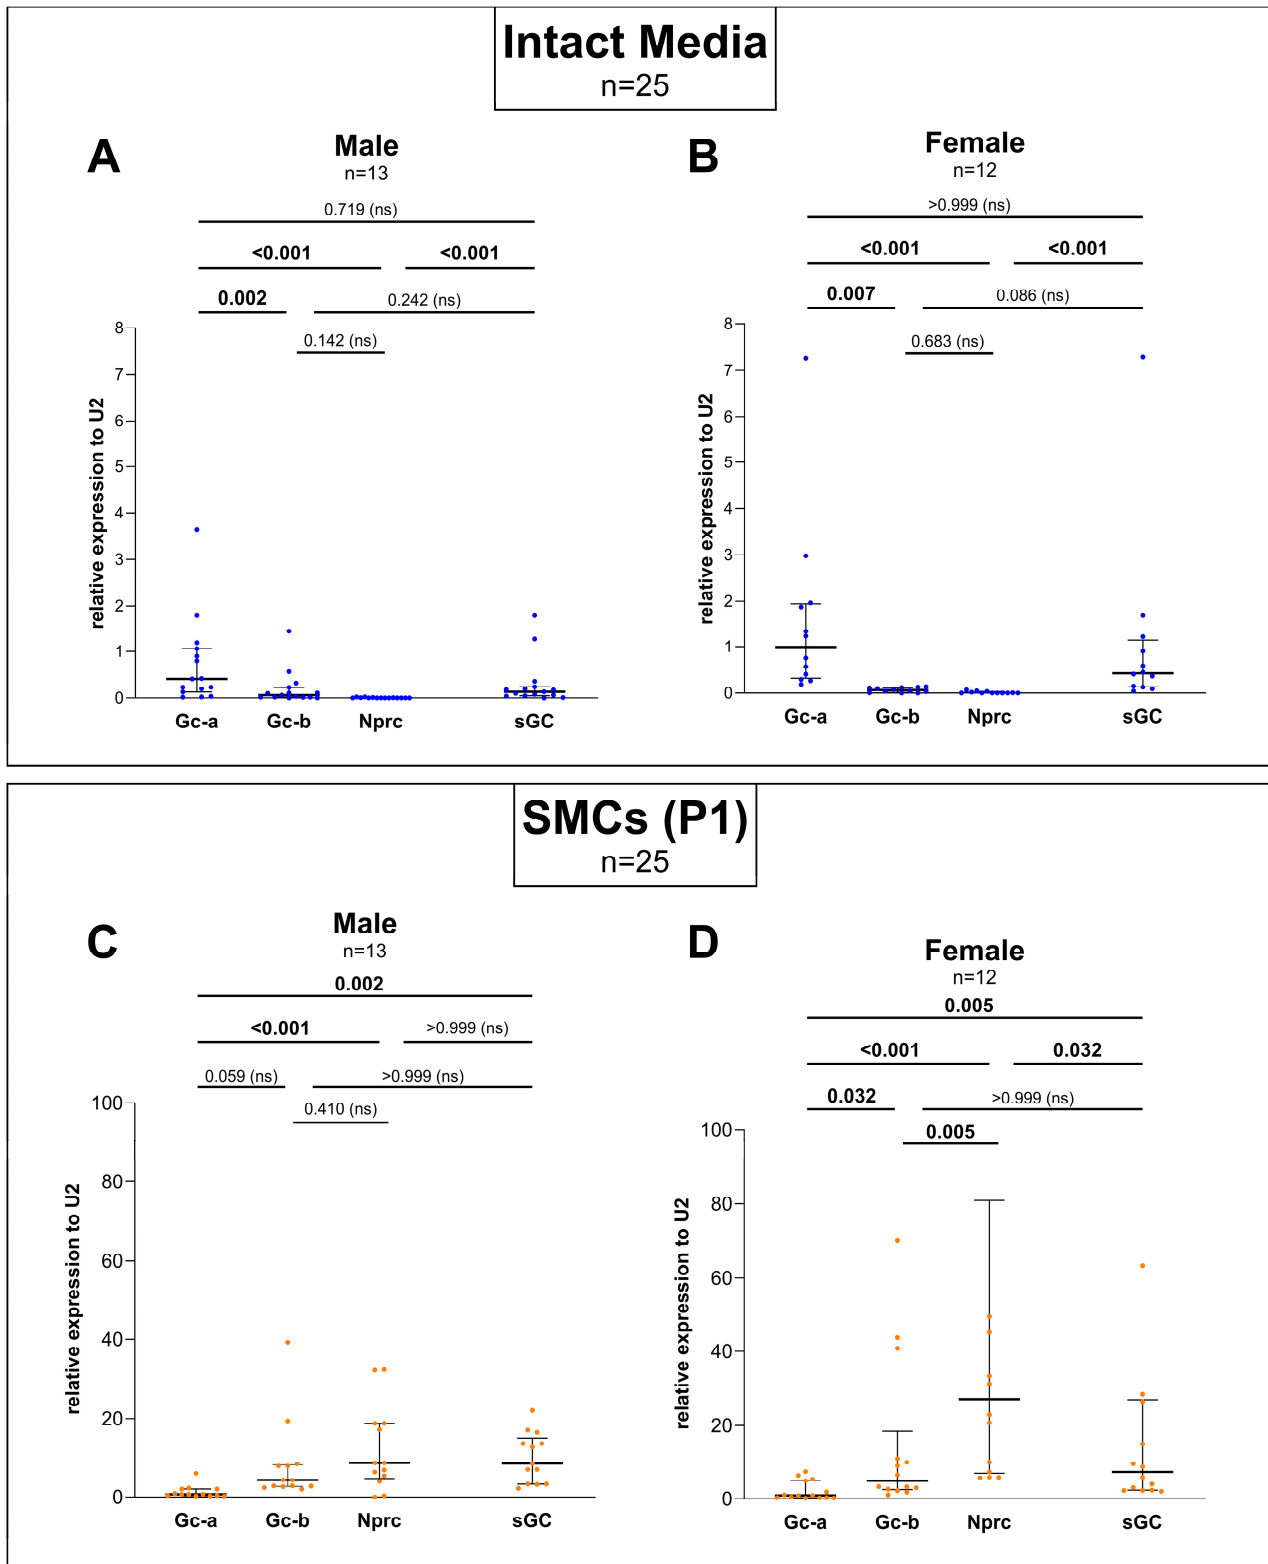 Intact Media
n=25
A
Male
n=13
0.719 (ns)
<0.001
<0.001
0.002
0.242 (ns)
0.142 (ns)
8
7
6
5
4
3
2
1
0
relative expression to U2
Gc-a
Gc-b
Nprc
sGC
B
Female
n=12
>0.999 (ns)
<0.001
<0.001
0.007
0.086 (ns)
0.683 (ns)
8
7
6
5
4
3
2
1
0
relative expression to U2
Gc-a
Gc-b
Nprc
sGC
SMCs (P1)
n=25
C
Male
n=13
0.002
<0.001
>0.999 (ns)
0.059 (ns)
>0.999 (ns)
0.410 (ns)
100
80
60
40
20
0
relative expression to U2
Gc-a
Gc-b
Nprc
sGC
D
Female
n=12
0.005
<0.001
0.032
0.032
>0.999 (ns)
0.005
100
80
60
40
20
0
relative expression to U2
Gc-a
Gc-b
Nprc
sGC